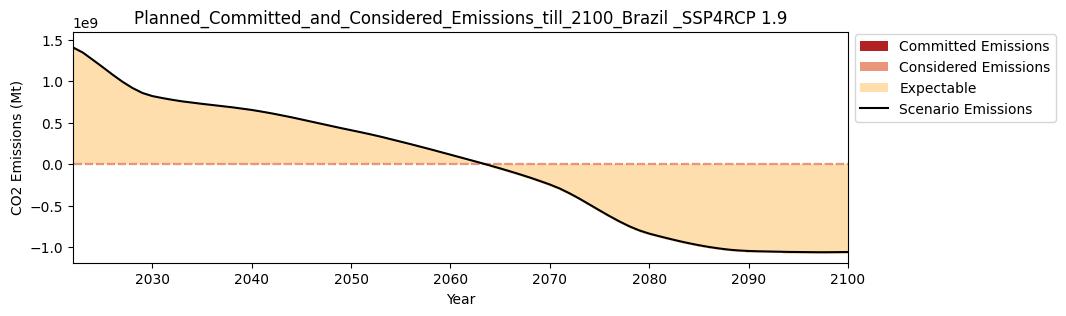 Planned_Committed_and_Considered_Emissions_till_2100_Brazil _SSP4RCP 1.9
1e9
1.5
1.0
0.5
0.0
−0.5
−1.0
CO2 Emissions (Mt)
2030 2040 2050 2060 2070 2080 2090 2100
Year
Committed Emissions
Considered Emissions
Expectable
Scenario Emissions